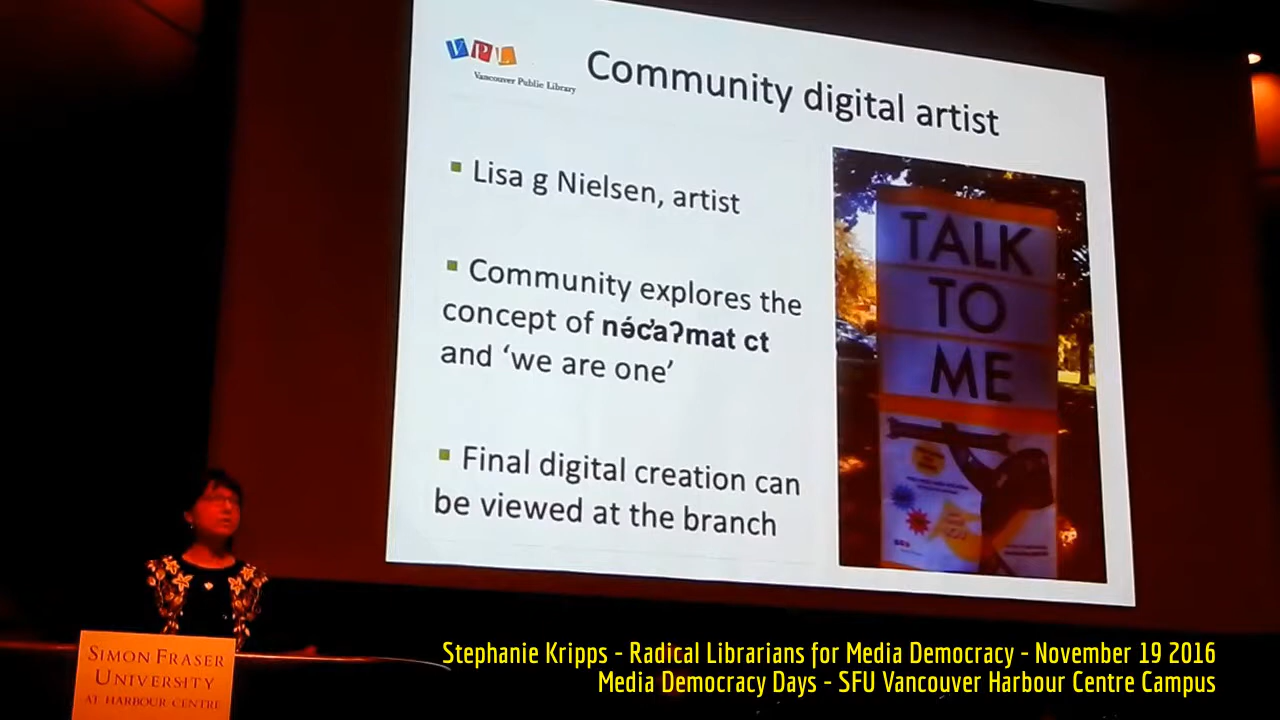 VPL
Vancouver Public Library
Community digital artist
Lisa g Nielsen, artist
Community explores the
concept of nə́c̓aʔmat ct
and ‘we are one’
Final digital creation can
be viewed at the branch
TALK
TO
ME
SIMON FRASER
UNIVERSITY
AT HARBOUR CENTRE
Stephanie Kripps - Radical Librarians for Media Democracy - November 19 2016
Media Democracy Days - SFU Vancouver Harbour Centre Campus